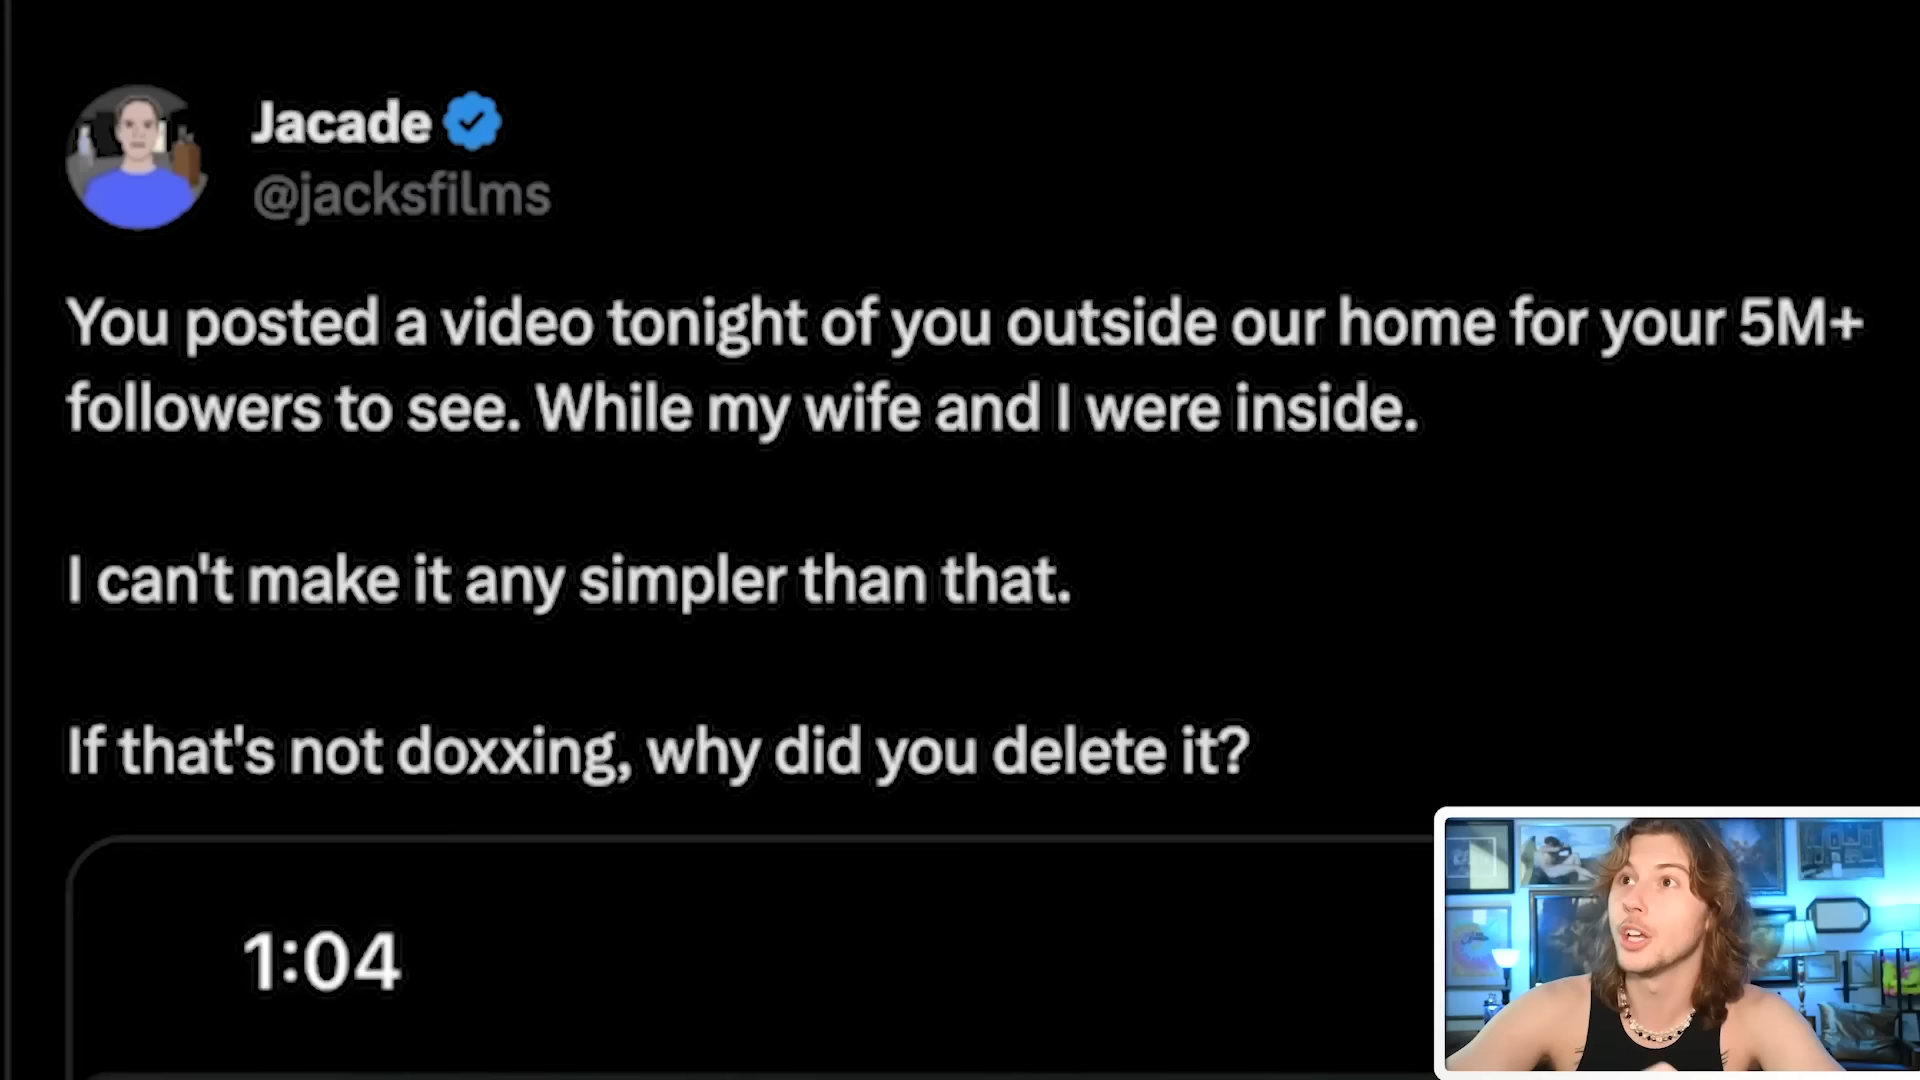 Jacade
@jacksfilms
You posted a video tonight of you outside our home for your 5M+
followers to see. While my wife and I were inside.
I can't make it any simpler than that.
If that's not doxxing, why did you delete it?
1:04